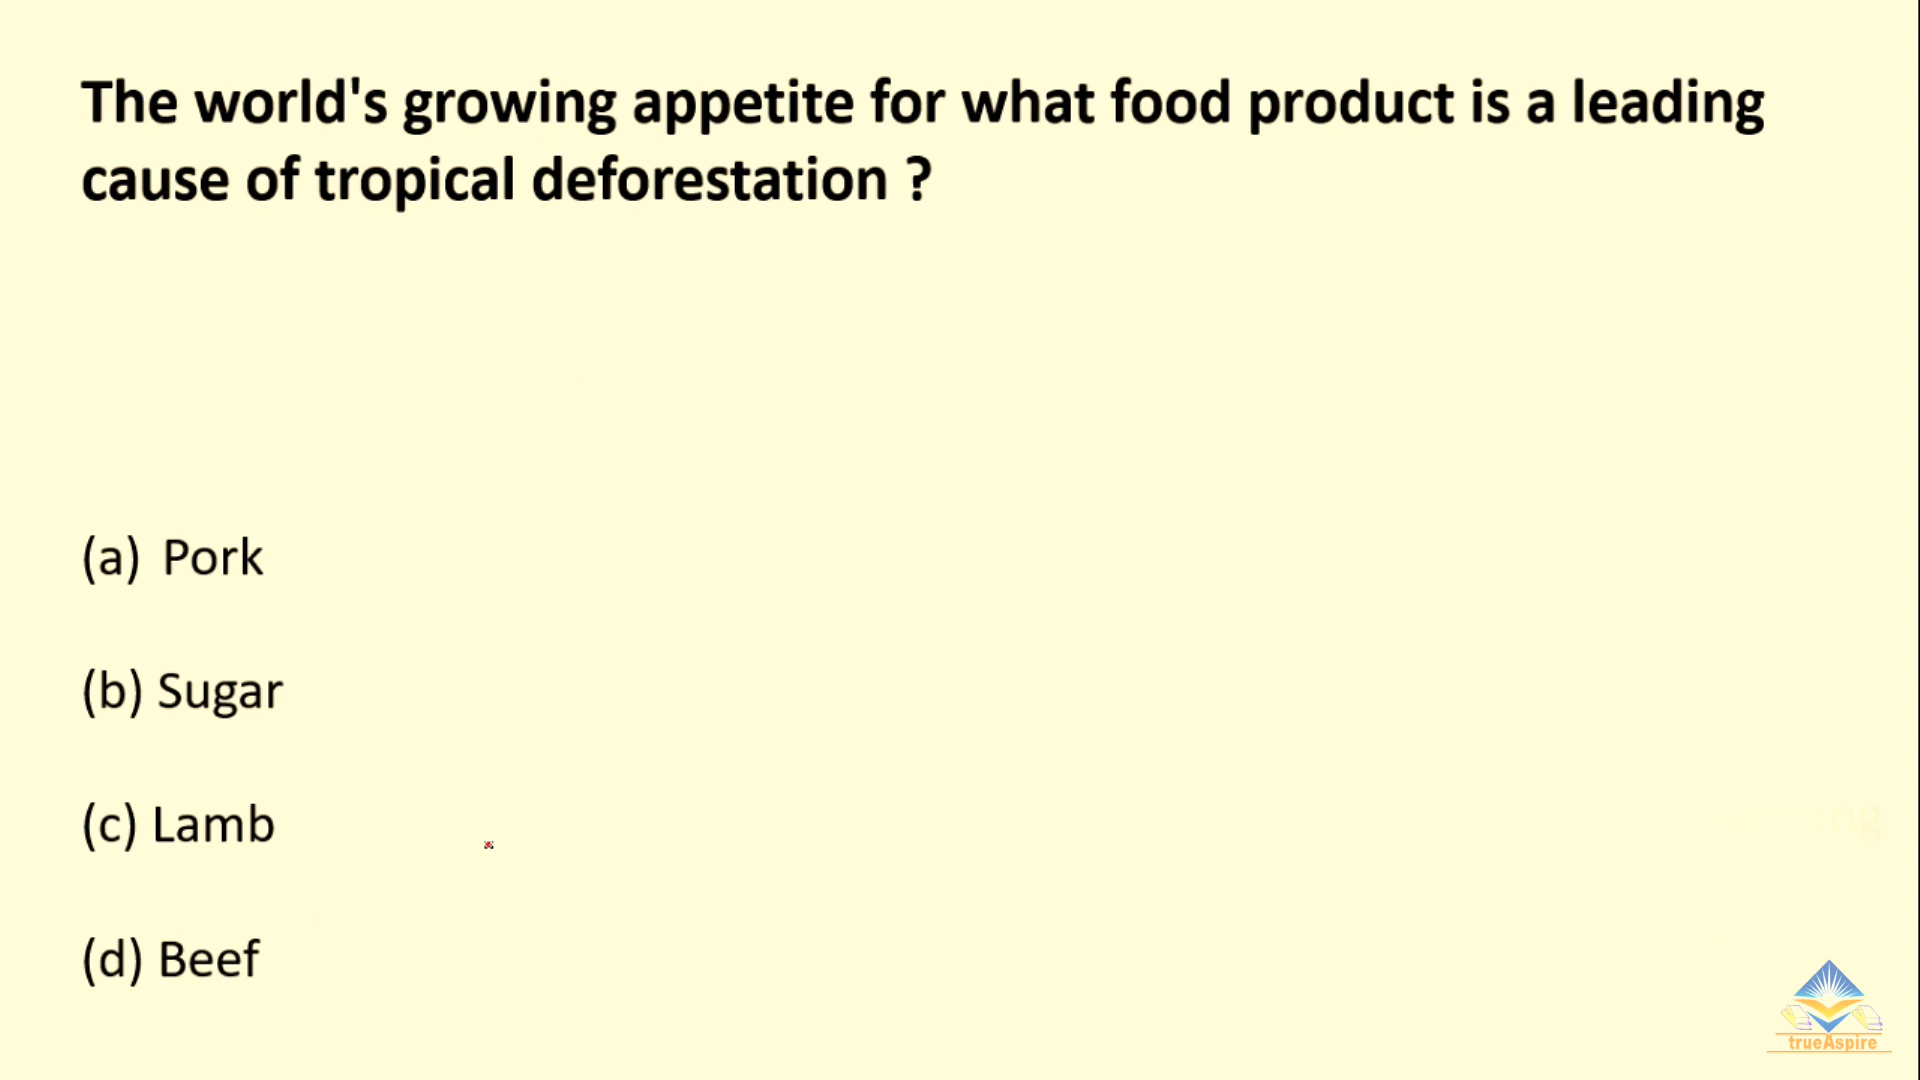 The world's growing appetite for what food product is a leading
cause of tropical deforestation ?
(a) Pork
(b) Sugar
(c) Lamb
(d) Beef
trueAspire